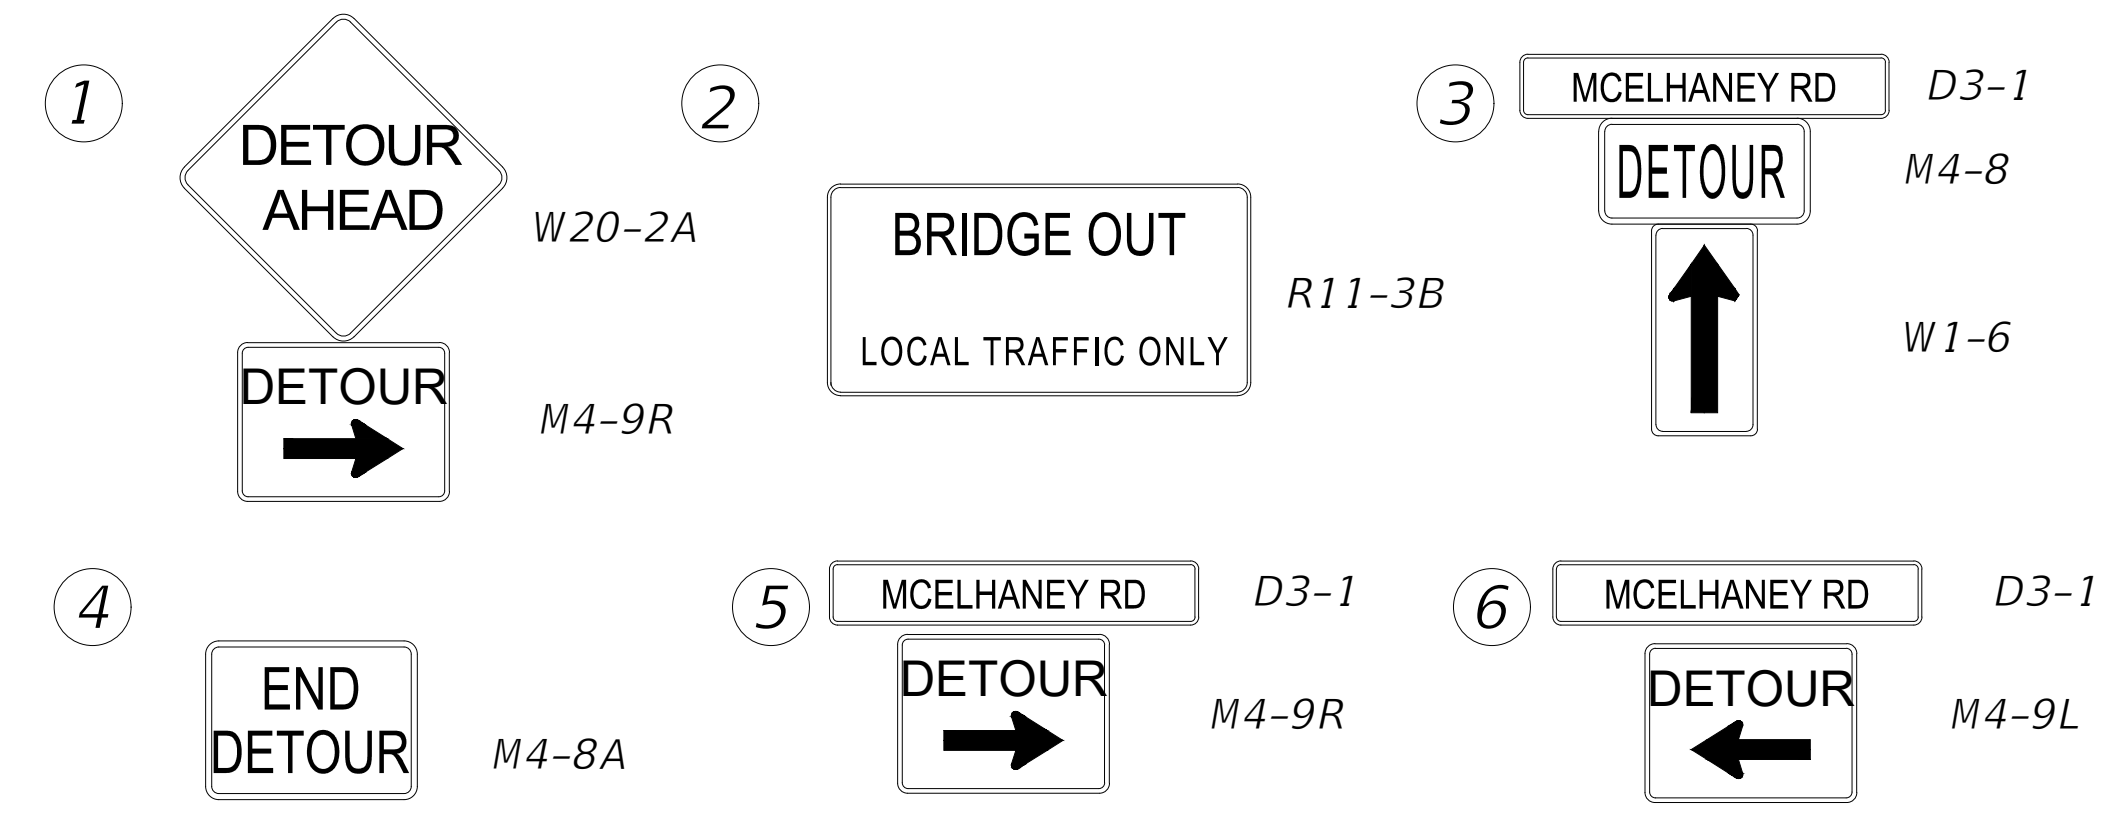 1
DETOUR
AHEAD
W20-2A
DETOUR
M4-9R
2
BRIDGE OUT
LOCAL TRAFFIC ONLY
R11-3B
3
MCELHANEY RD
D3-1
DETOUR
M4-8
W1-6
4
END
DETOUR
M4-8A
5
MCELHANEY RD
D3-1
DETOUR
M4-9R
6
MCELHANEY RD
D3-1
DETOUR
M4-9L